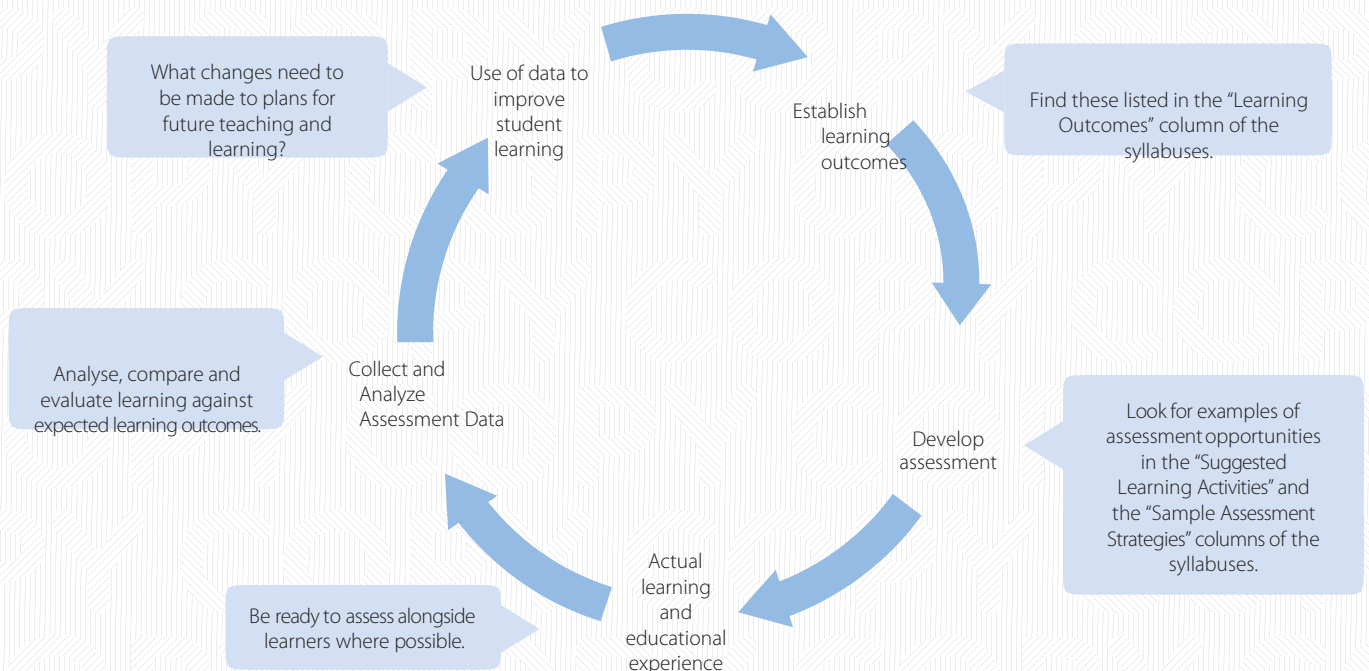 What changes need to
be made to plans for
future teaching and
learning?
Use of data to
improve
student
learning
Establish
learning
outcomes
Find these listed in the “Learning
Outcomes” column of the
syllabuses.
Analyse, compare and
evaluate learning against
expected learning outcomes.
Collect and
Analyze
Assessment Data
Develop
assessment
Look for examples of
assessment opportunities
in the “Suggested
Learning Activities” and
the “Sample Assessment
Strategies” columns of the
syllabuses.
Be ready to assess alongside
learners where possible.
Actual
learning
and
educational
experience